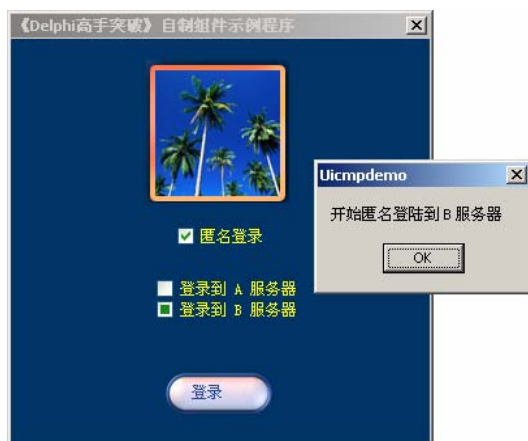 《Delphi高手突破》自制组件示例程序
Uicmpdemo
开始匿名登陆到 B 服务器
OK
匿名登录
登录到 A 服务器
登录到 B 服务器
登录